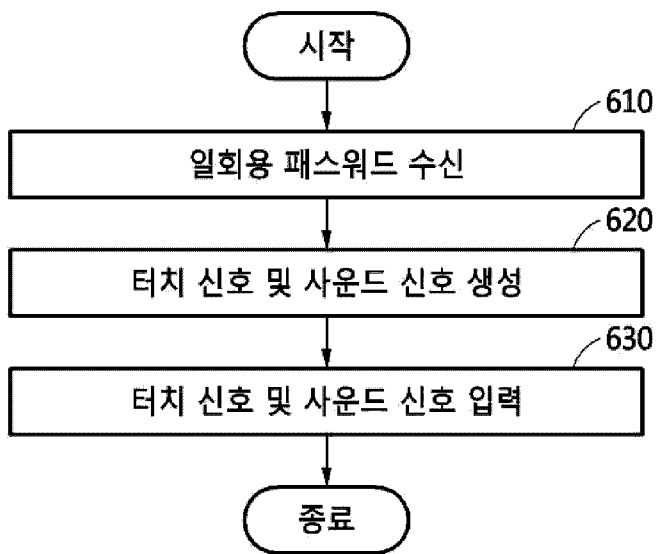 시작
610
일회용 패스워드 수신
620
터치 신호 및 사운드 신호 생성
630
터치 신호 및 사운드 신호 입력
종료